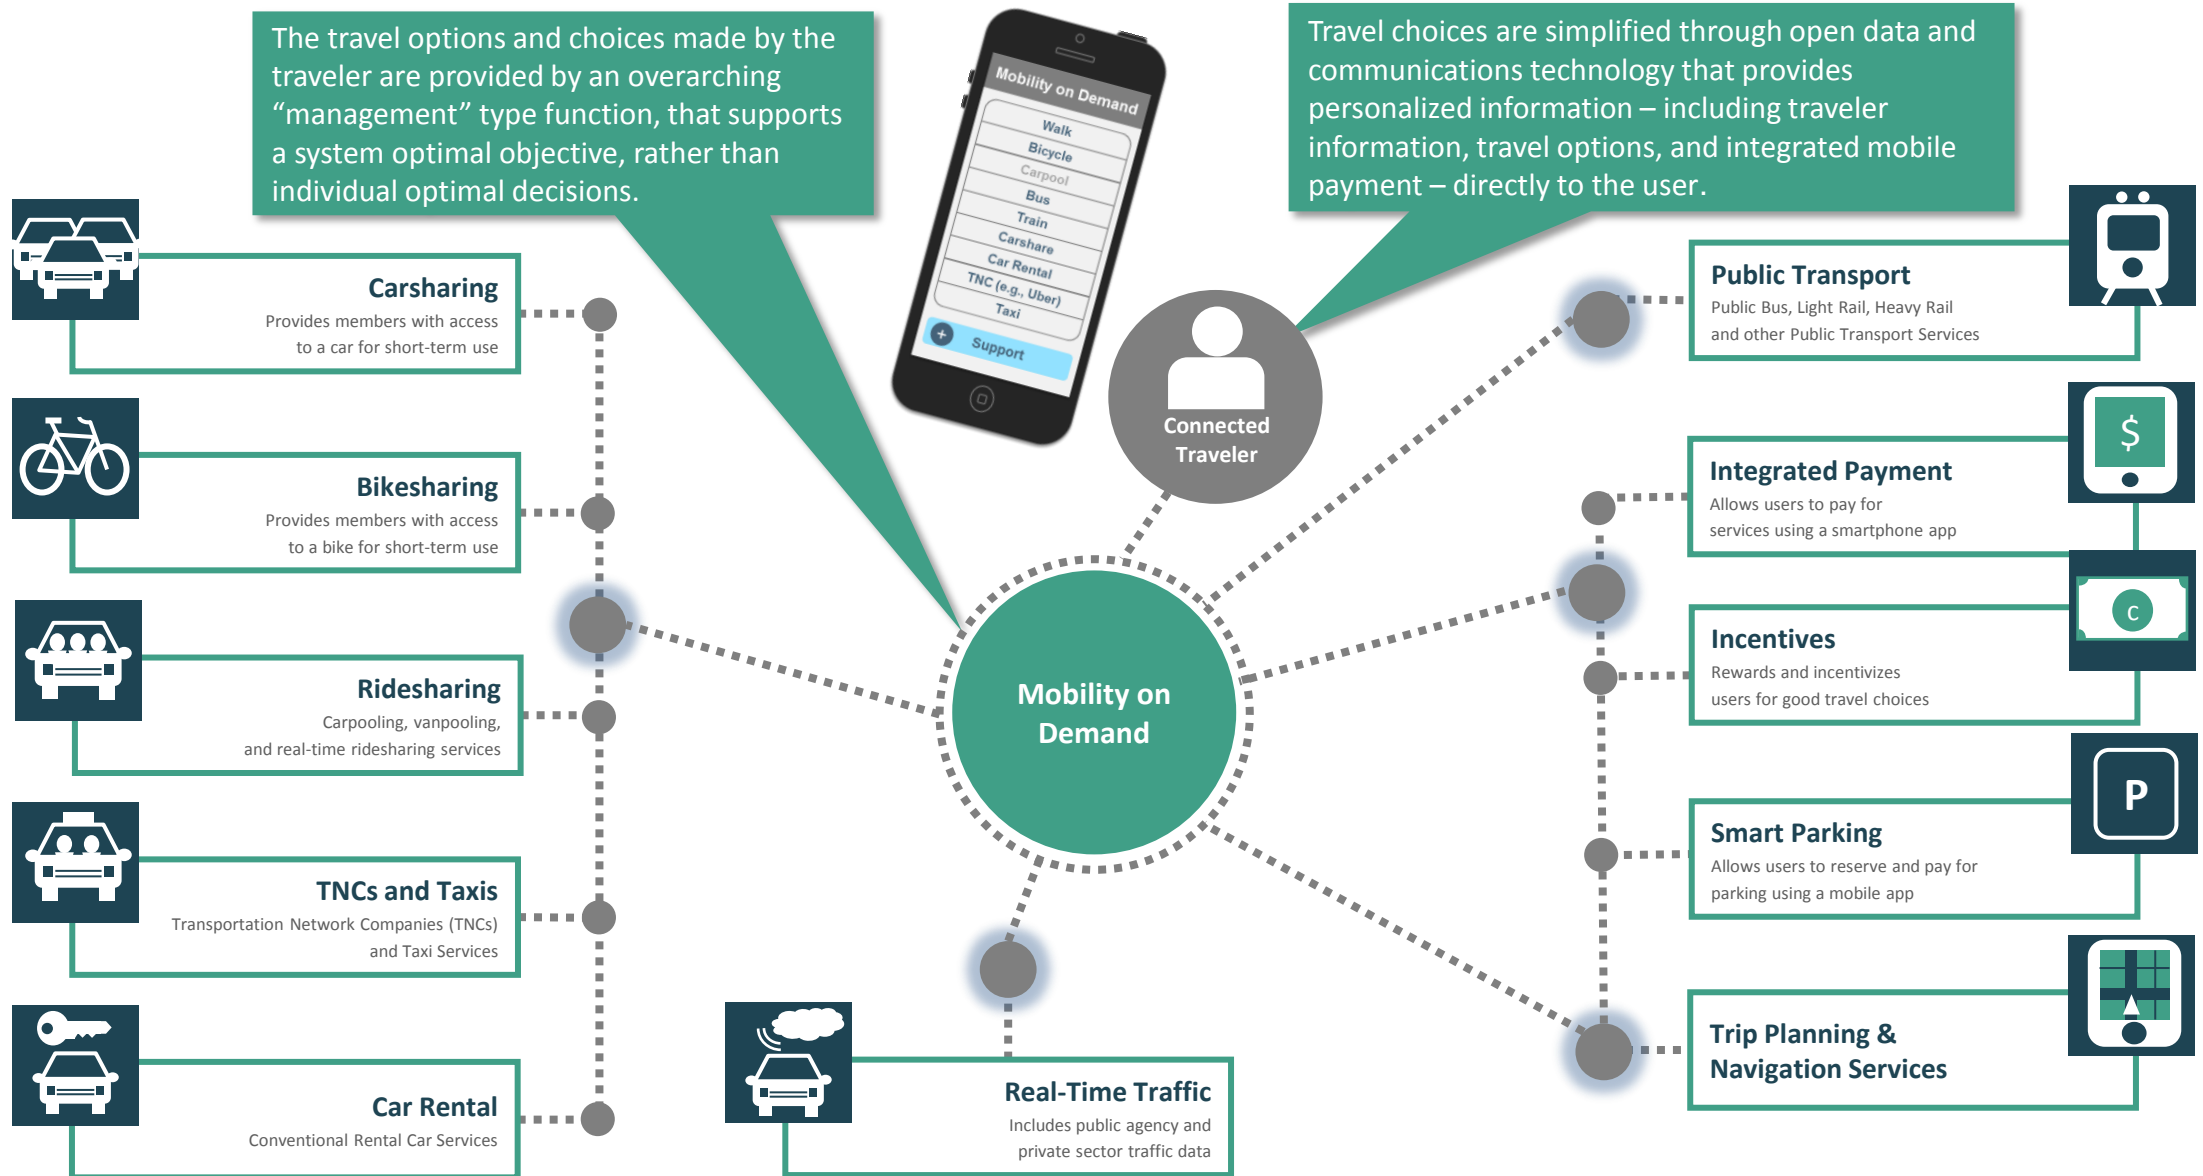 The travel options and choices made by the
traveler are provided by an overarching
“management” type function, that supports
a system optimal objective, rather than
individual optimal decisions.
Mobility on Demand
Walk
Bicycle
Carpool
Bus
Train
Carshare
Car Rental
TNC (e.g., Uber)
Taxi
+
Support
Travel choices are simplified through open data and
communications technology that provides
personalized information – including traveler
information, travel options, and integrated mobile
payment – directly to the user.
Connected
Traveler
Mobility on
Demand
Carsharing
Provides members with access
to a car for short-term use
Bikesharing
Provides members with access
to a bike for short-term use
Ridesharing
Carpooling, vanpooling,
and real-time ridesharing services
TNCs and Taxis
Transportation Network Companies (TNCs)
and Taxi Services
Car Rental
Conventional Rental Car Services
Real-Time Traffic
Includes public agency and
private sector traffic data
Public Transport
Public Bus, Light Rail, Heavy Rail
and other Public Transport Services
$
Integrated Payment
Allows users to pay for
services using a smartphone app
c
Incentives
Rewards and incentivizes
users for good travel choices
P
Smart Parking
Allows users to reserve and pay for
parking using a mobile app
Trip Planning &
Navigation Services